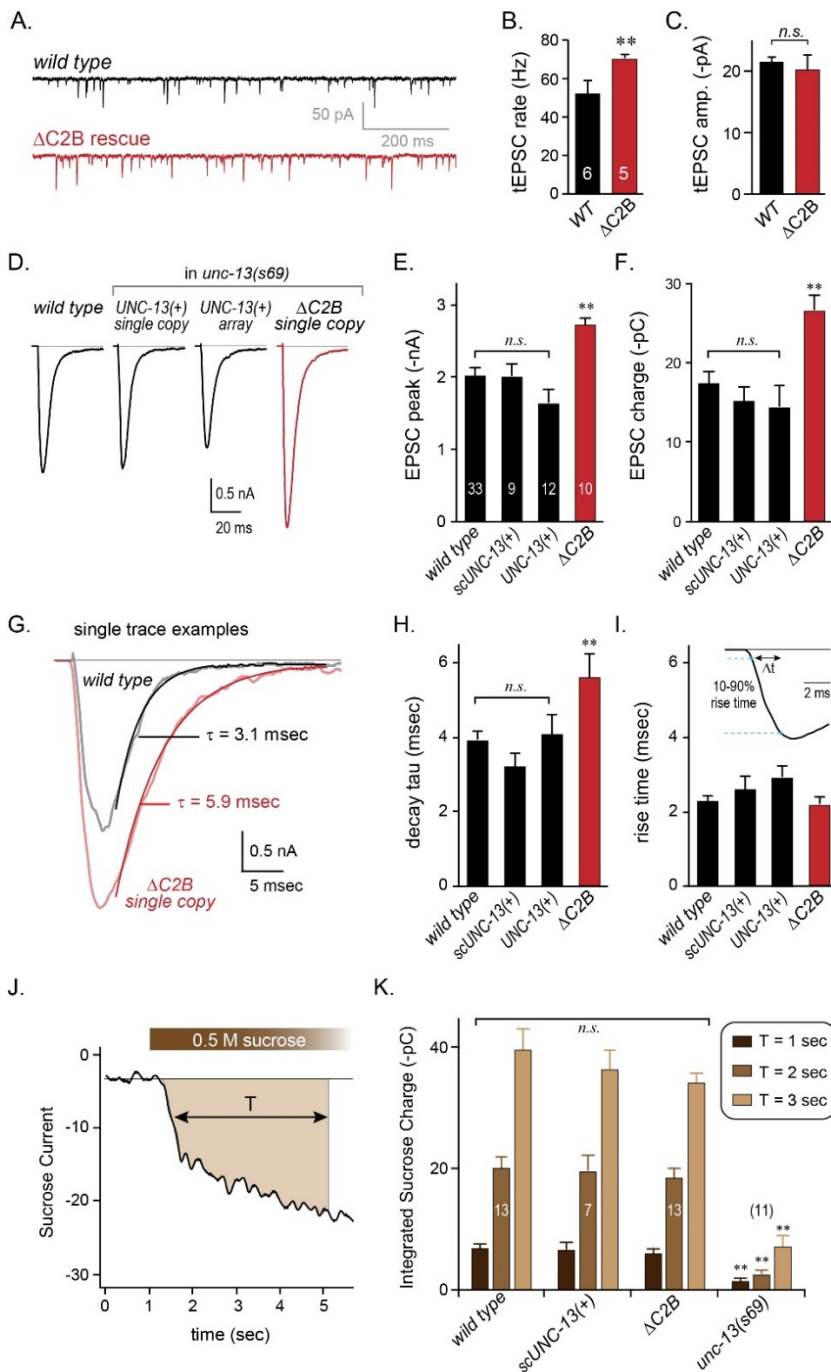 A.
wild type
50 pA
200 ms
ΔC2B rescue
B.
tEPSC rate (Hz)
80
60
40
20
0
**
6
5
WT
ΔC2B
C.
tEPSC amp. (-pA)
20
10
0
n.s.
WT
ΔC2B
D.
in unc-13(s69)
wild type
UNC-13(+)
single copy
UNC-13(+)
array
ΔC2B
single copy
0.5 nA
20 ms
E.
EPSC peak (-nA)
3
2
1
0
n.s.
**
33
9
12
10
wild type
scUNC-13(+)
UNC-13(+)
ΔC2B
F.
EPSC charge (-pC)
30
20
10
0
n.s.
**
wild type
scUNC-13(+)
UNC-13(+)
ΔC2B
G.
single trace examples
wild type
τ = 3.1 msec
τ = 5.9 msec
0.5 nA
5 msec
ΔC2B
single copy
H.
decay tau (msec)
6
4
2
0
n.s.
**
wild type
scUNC-13(+)
UNC-13(+)
ΔC2B
I.
rise time (msec)
6
4
2
0
Δt
10-90%
rise time
2 ms
wild type
scUNC-13(+)
UNC-13(+)
ΔC2B
J.
0.5 M sucrose
Sucrose Current
0
-10
-20
-30
T
0
1
2
3
4
5
time (sec)
K.
Integrated Sucrose Charge (-pC)
40
20
0
n.s.
T = 1 sec
T = 2 sec
T = 3 sec
13
7
13
(11)
**
**
**
wild type
scUNC-13(+)
ΔC2B
unc-13(s69)